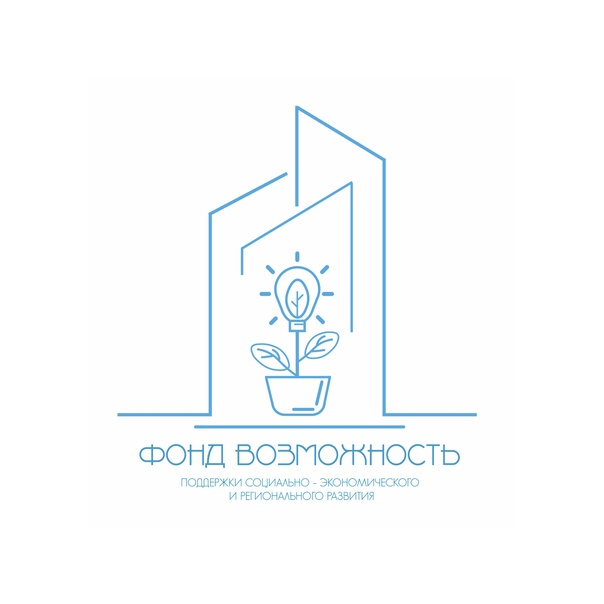 ФОНД ВОЗМОЖНОСТЬ
ПОДДЕРЖКИ СОЦИАЛЬНО - ЭКОНОМИЧЕСКОГО
И РЕГИОНАЛЬНОГО РАЗВИТИЯ